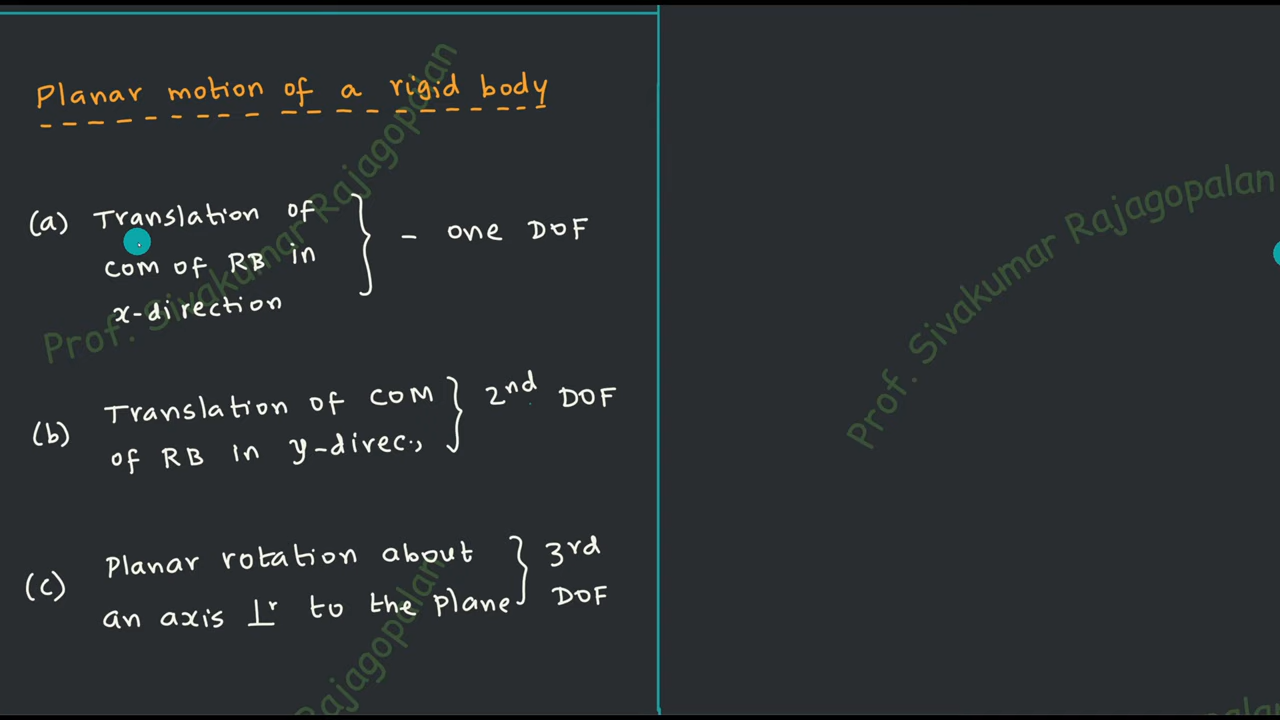 Planar motion of a rigid body
(a) Translation of
COM of RB in
x-direction
} - one DOF
(b) Translation of COM
of RB in y-direc.,
} 2nd DOF
(c) Planar rotation about
an axis ⊥r to the plane
} 3rd
DOF
Prof. Sivakumar Rajagopalan
Prof. Sivakumar Rajagopalan
Rajagopalan